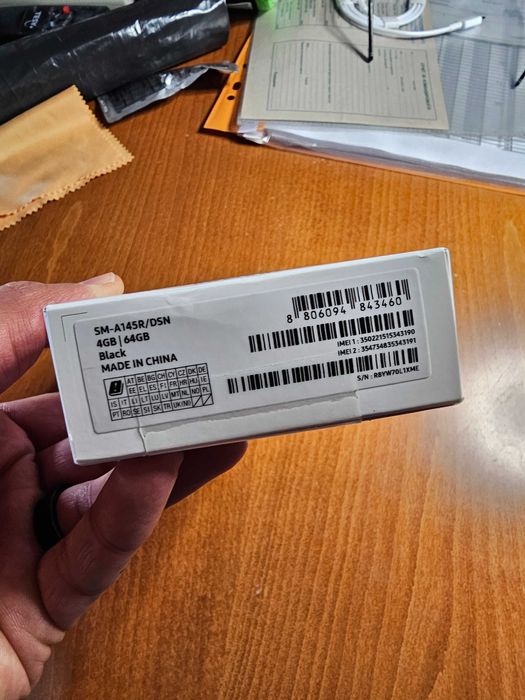 SM-A145R/DSN
4GB | 64GB
Black
MADE IN CHINA
AT BE BG CH CY CZ DK DE
EE EL ES FI FR HR HU IE
IS IT LI LT LU LV MT NL NO PL
PT RO SE SI SK TR UK(NI)
8 806094 843460
IMEI 1 : 350221515343190
IMEI 2 : 354734835343191
S/N : R8YW70L1XME